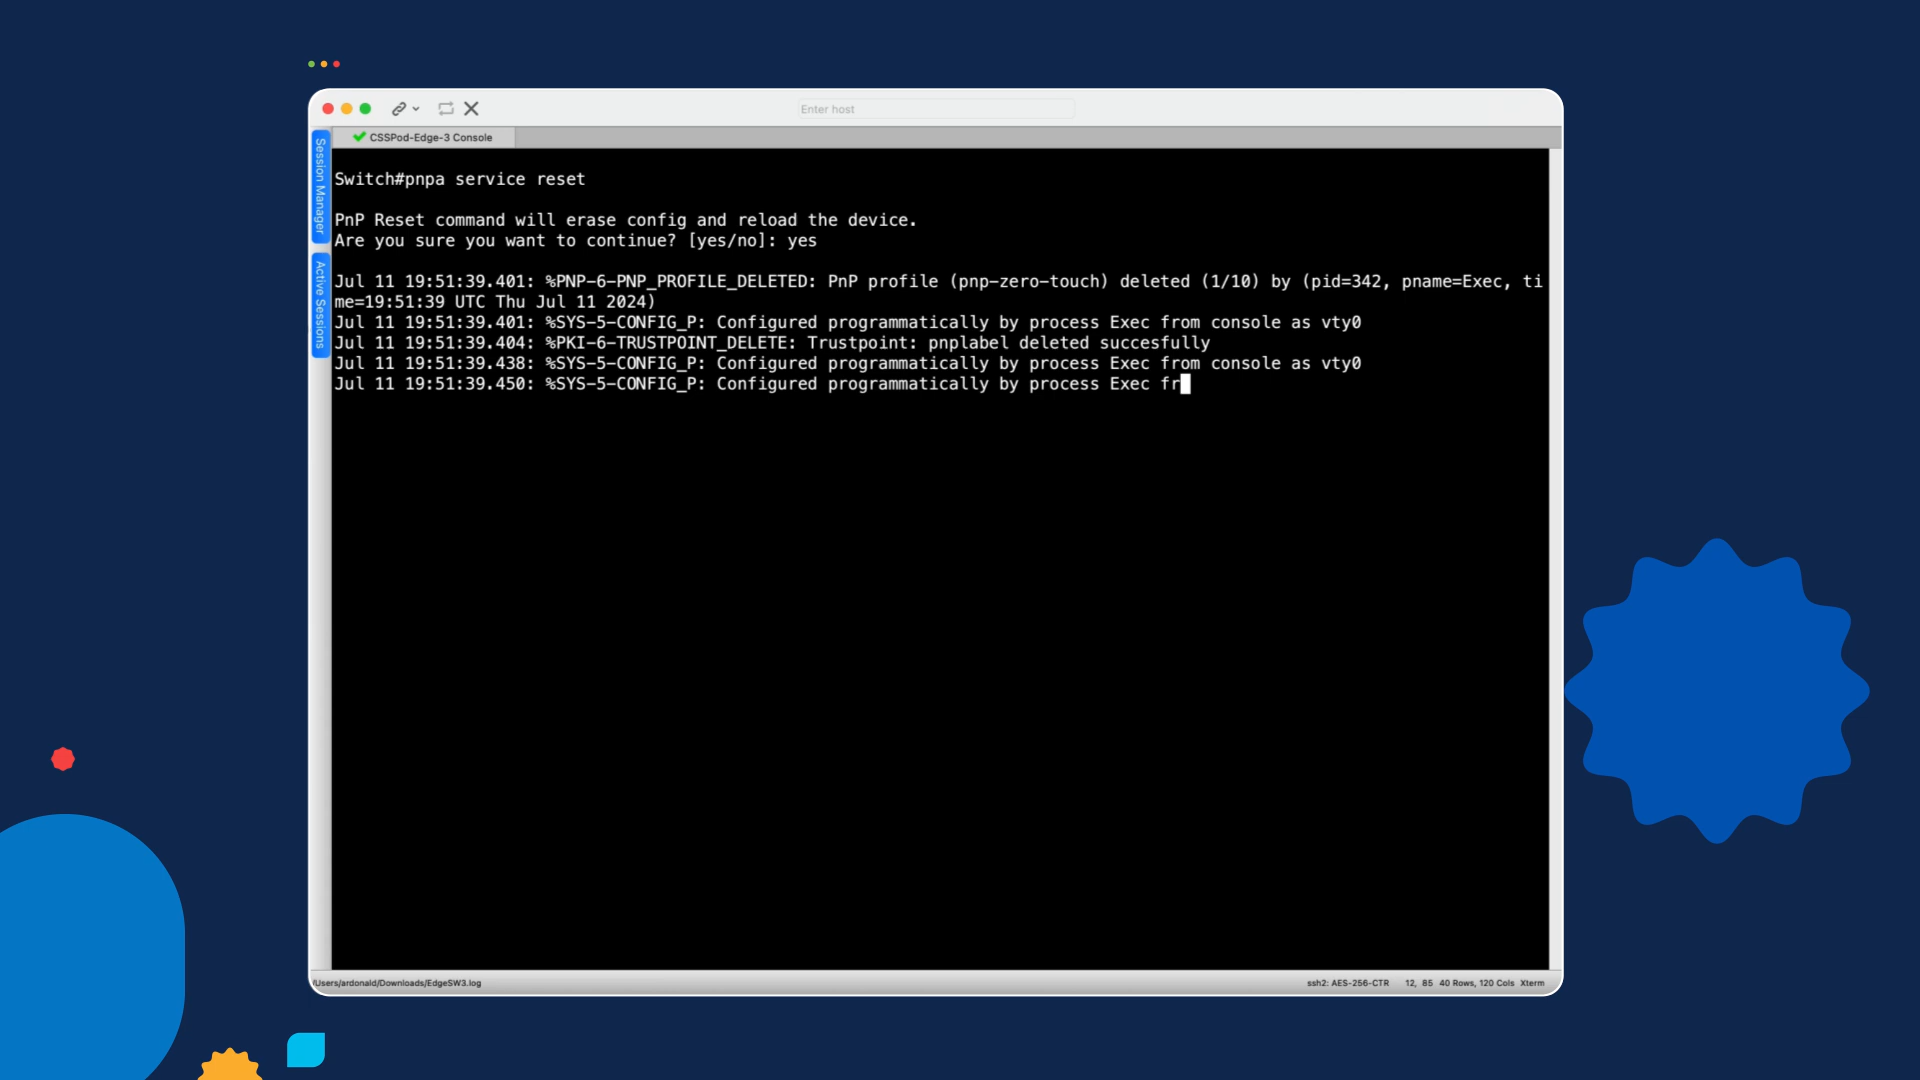 Enter host
CSSPod-Edge-3 Console
Session Manager
Active Sessions
Switch#pnpa service reset
PnP Reset command will erase config and reload the device.
Are you sure you want to continue? [yes/no]: yes
Jul 11 19:51:39.401: %PNP-6-PNP_PROFILE_DELETED: PnP profile (pnp-zero-touch) deleted (1/10) by (pid=342, pname=Exec, ti
me=19:51:39 UTC Thu Jul 11 2024)
Jul 11 19:51:39.401: %SYS-5-CONFIG_P: Configured programmatically by process Exec from console as vty0
Jul 11 19:51:39.404: %PKI-6-TRUSTPOINT_DELETE: Trustpoint: pnplabel deleted succesfully
Jul 11 19:51:39.438: %SYS-5-CONFIG_P: Configured programmatically by process Exec from console as vty0
Jul 11 19:51:39.450: %SYS-5-CONFIG_P: Configured programmatically by process Exec fr
/Users/ardonald/Downloads/EdgeSW3.log
ssh2: AES-256-CTR 12, 85 40 Rows, 120 Cols Xterm